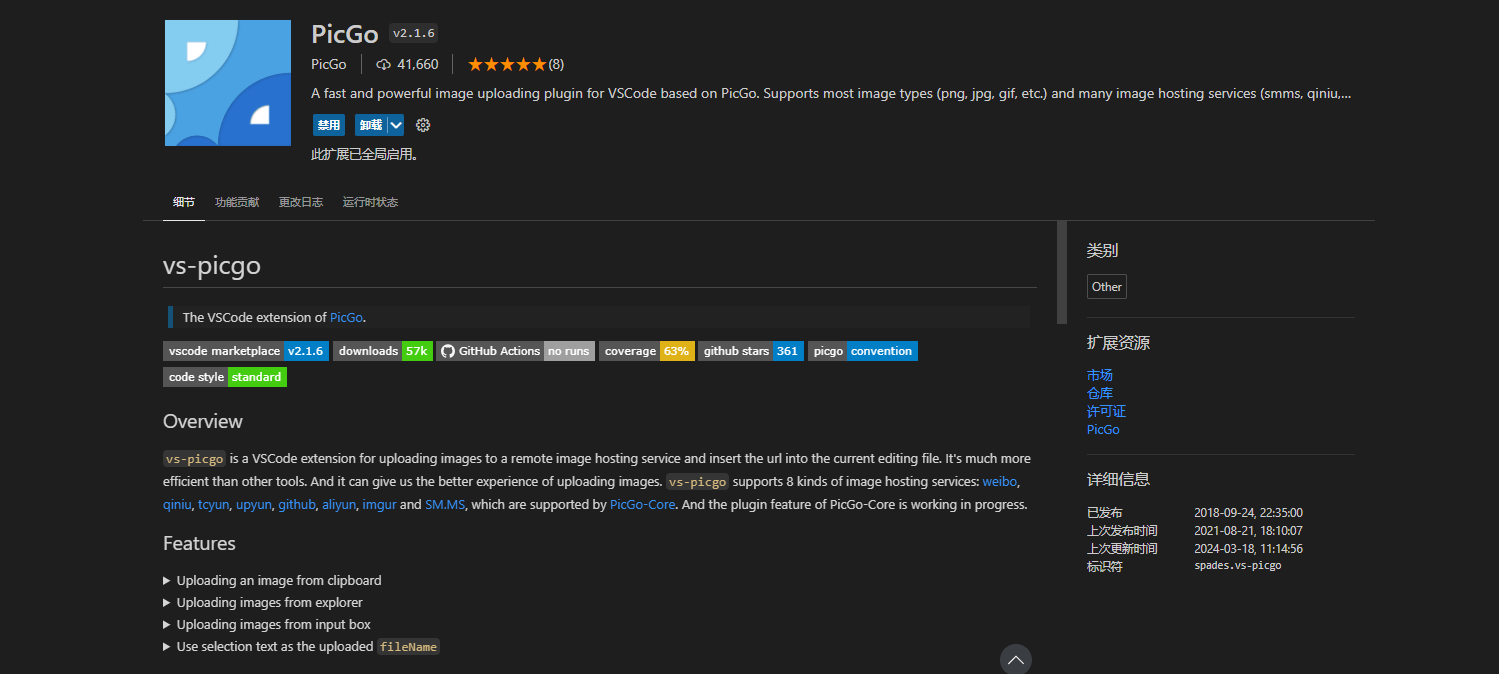 PicGo v2.1.6
PicGo 41,660 (8)
A fast and powerful image uploading plugin for VSCode based on PicGo. Supports most image types (png, jpg, gif, etc.) and many image hosting services (smms, qiniu,...
禁用 卸载
此扩展已全局启用。
细节 功能贡献 更改日志 运行时状态
vs-picgo
The VSCode extension of PicGo.
vscode marketplace v2.1.6 downloads 57k GitHub Actions no runs coverage 63% github stars 361 picgo convention
code style standard
Overview
vs-picgo is a VSCode extension for uploading images to a remote image hosting service and insert the url into the current editing file. It's much more
efficient than other tools. And it can give us the better experience of uploading images. vs-picgo supports 8 kinds of image hosting services: weibo,
qiniu, tcyun, upyun, github, aliyun, imgur and SM.MS, which are supported by PicGo-Core. And the plugin feature of PicGo-Core is working in progress.
Features
Uploading an image from clipboard
Uploading images from explorer
Uploading images from input box
Use selection text as the uploaded fileName
类别
Other
扩展资源
市场
仓库
许可证
PicGo
详细信息
已发布 2018-09-24, 22:35:00
上次发布时间 2021-08-21, 18:10:07
上次更新时间 2024-03-18, 11:14:56
标识符 spades.vs-picgo